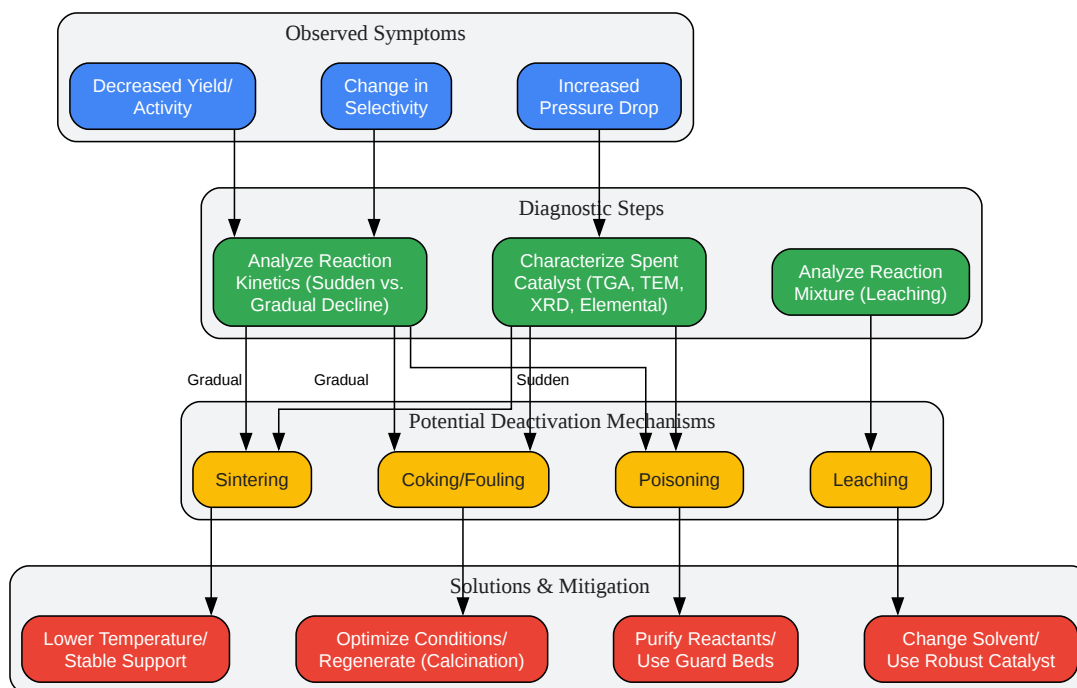 Observed Symptoms
Decreased Yield/
Activity
Change in
Selectivity
Increased
Pressure Drop
Diagnostic Steps
Analyze Reaction
Kinetics (Sudden vs.
Gradual Decline)
Characterize Spent
Catalyst (TGA, TEM,
XRD, Elemental)
Analyze Reaction
Mixture (Leaching)
Gradual
Gradual
Sudden
Potential Deactivation Mechanisms
Sintering
Coking/Fouling
Poisoning
Leaching
Solutions & Mitigation
Lower Temperature/
Stable Support
Optimize Conditions/
Regenerate (Calcination)
Purify Reactants/
Use Guard Beds
Change Solvent/
Use Robust Catalyst